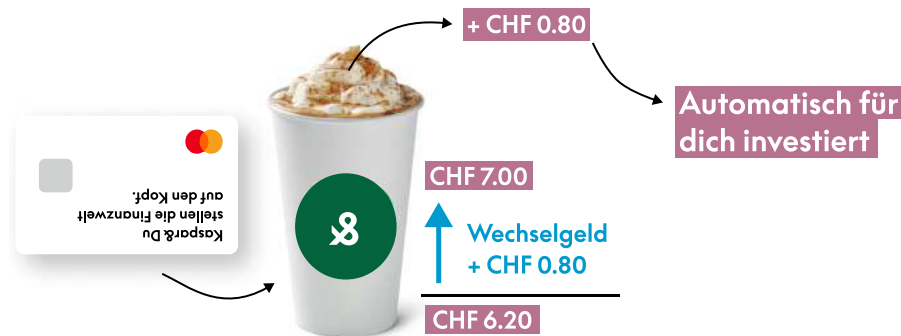 + CHF 0.80
Automatisch für
dich investiert
Kaspar& Du
stellen die Finanzwelt
auf den Kopf.
&
CHF 7.00
Wechselgeld
+ CHF 0.80
CHF 6.20